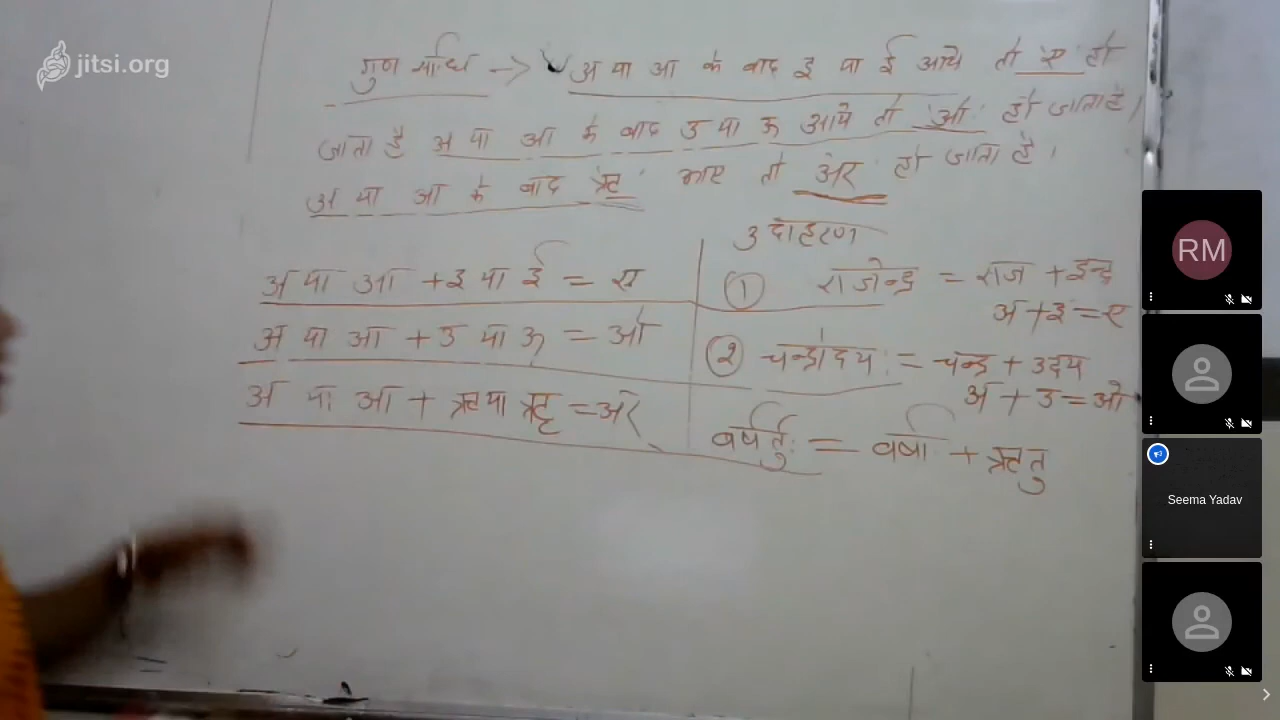 jitsi.org
गुण सन्धि -> अ या आ के बाद इ या ई आये तो ए हो
जाता है अ या आ के बाद उ या ऊ आये तो 'ओ' हो जाता है।
अ या आ के बाद 'ऋ' आए तो अर् हो जाता है।
उदाहरण
अ या आ + इ या ई = ए
अ या आ + उ या ऊ = ओ
अ या आ + ऋ या ॠ = अर्
① राजेन्द्र = राज + इन्द्र
अ + इ = ए
② चन्द्रोदयः = चन्द्र + उदय
अ + उ = ओ
वर्षर्तुः = वर्षा + ऋतु
RM
Seema Yadav